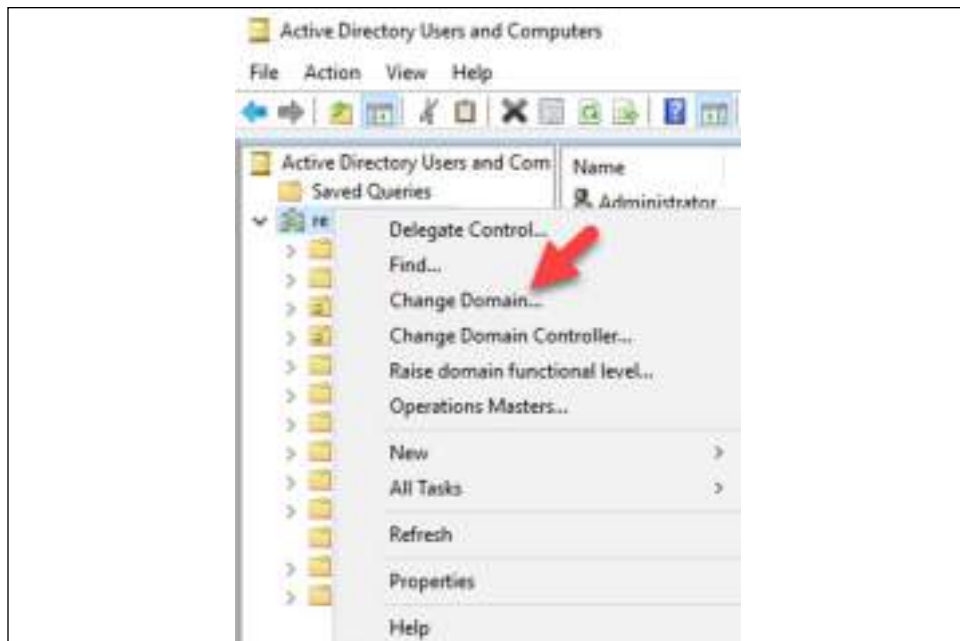 Active Directory Users and Computers
File Action View Help
Active Directory Users and Com
Name
Saved Queries
Administrator
re
Delegate Control...
Find...
Change Domain...
Change Domain Controller...
Raise domain functional level...
Operations Masters...
New
All Tasks
Refresh
Properties
Help